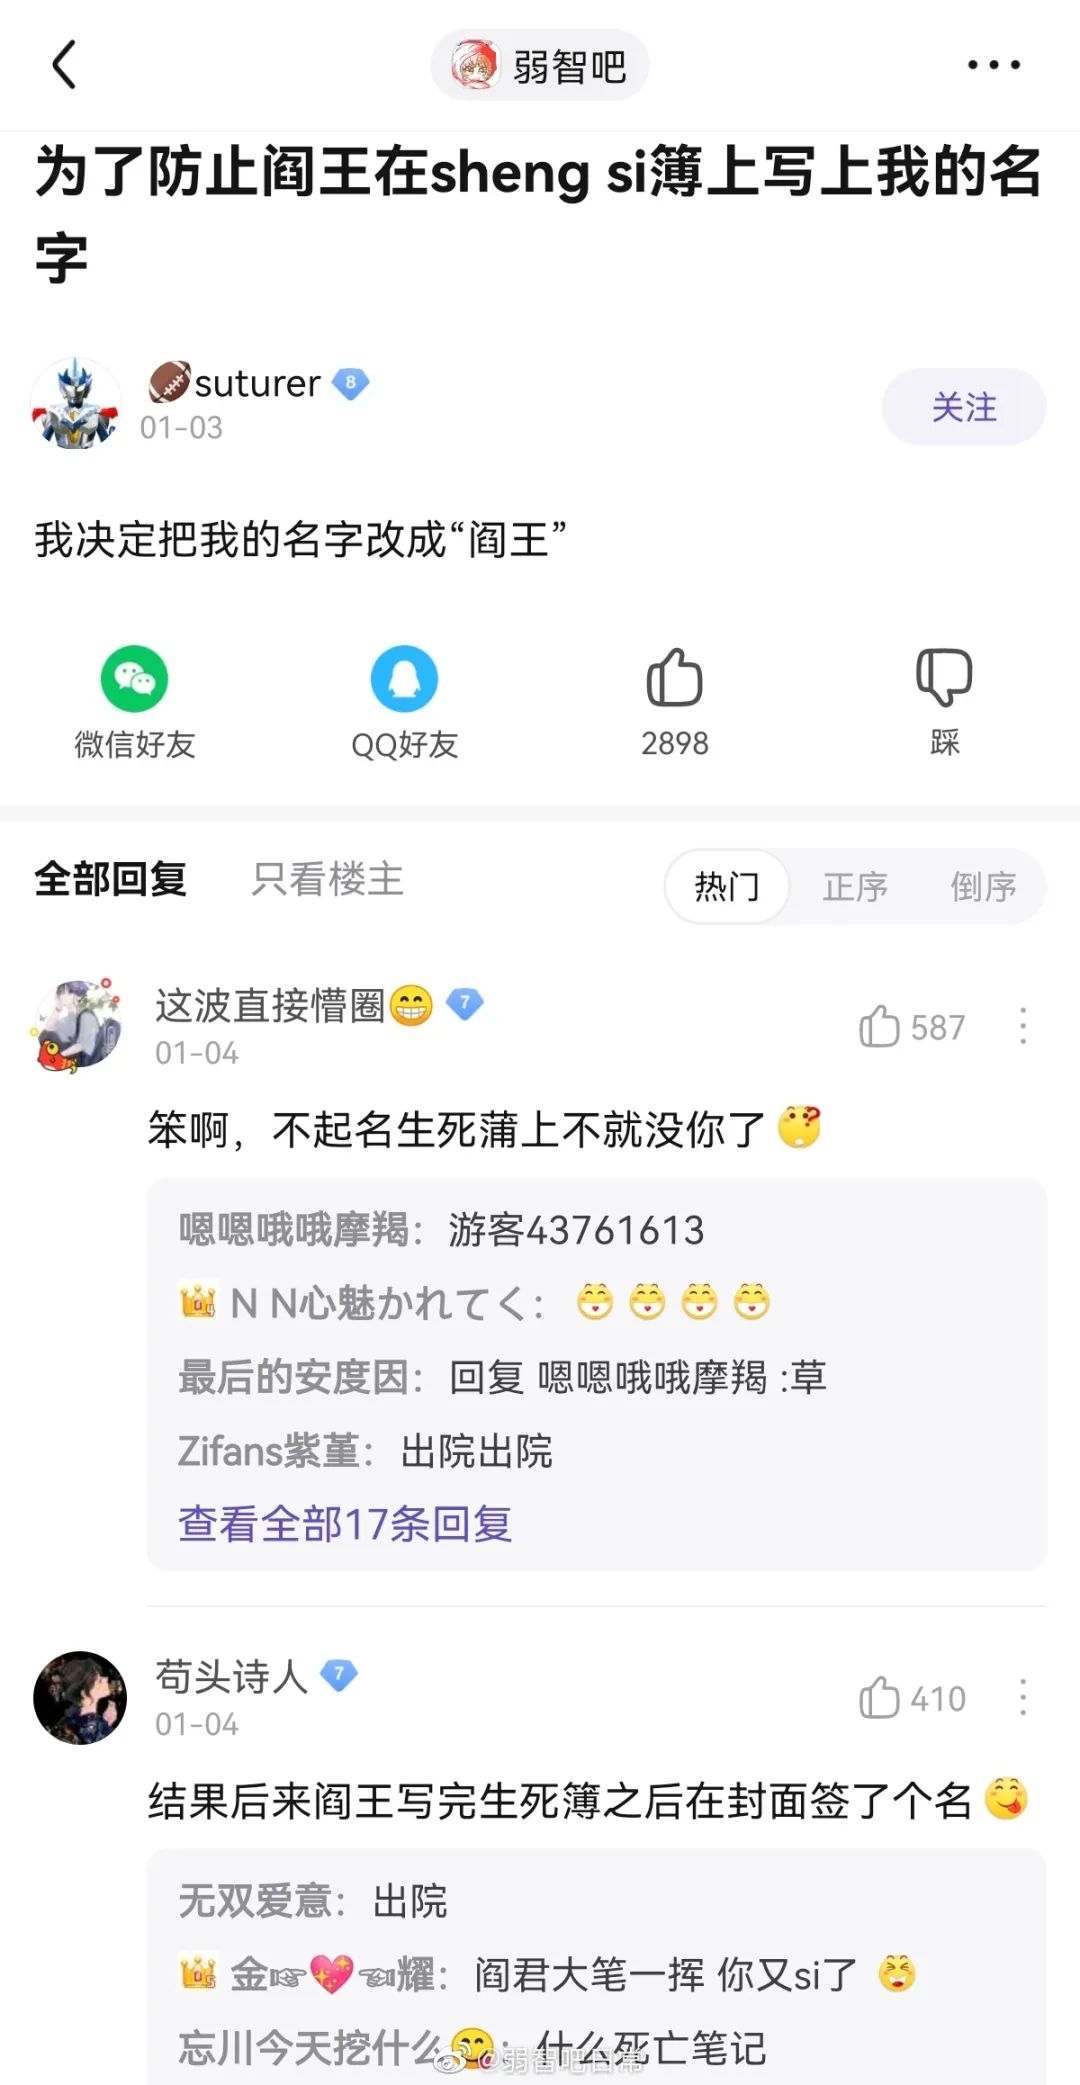 弱智吧
为了防止阎王在sheng si簿上写上我的名
字
🏈suturer 8
01-03
关注
我决定把我的名字改成“阎王”
微信好友
QQ好友
2898
踩
全部回复
只看楼主
热门
正序
倒序
这波直接懵圈😁 7
01-04
587
笨啊，不起名生死蒲上不就没你了
嗯嗯哦哦摩羯：游客43761613
N N心魅かれてく：
最后的安度因：回复 嗯嗯哦哦摩羯 :草
Zifans紫堇：出院出院
查看全部17条回复
苟头诗人 7
01-04
410
结果后来阎王写完生死簿之后在封面签了个名
无双爱意：出院
金☞💖☜耀：阎君大笔一挥 你又si了
忘川今天挖什么😋：什么死亡笔记
@弱智吧日常